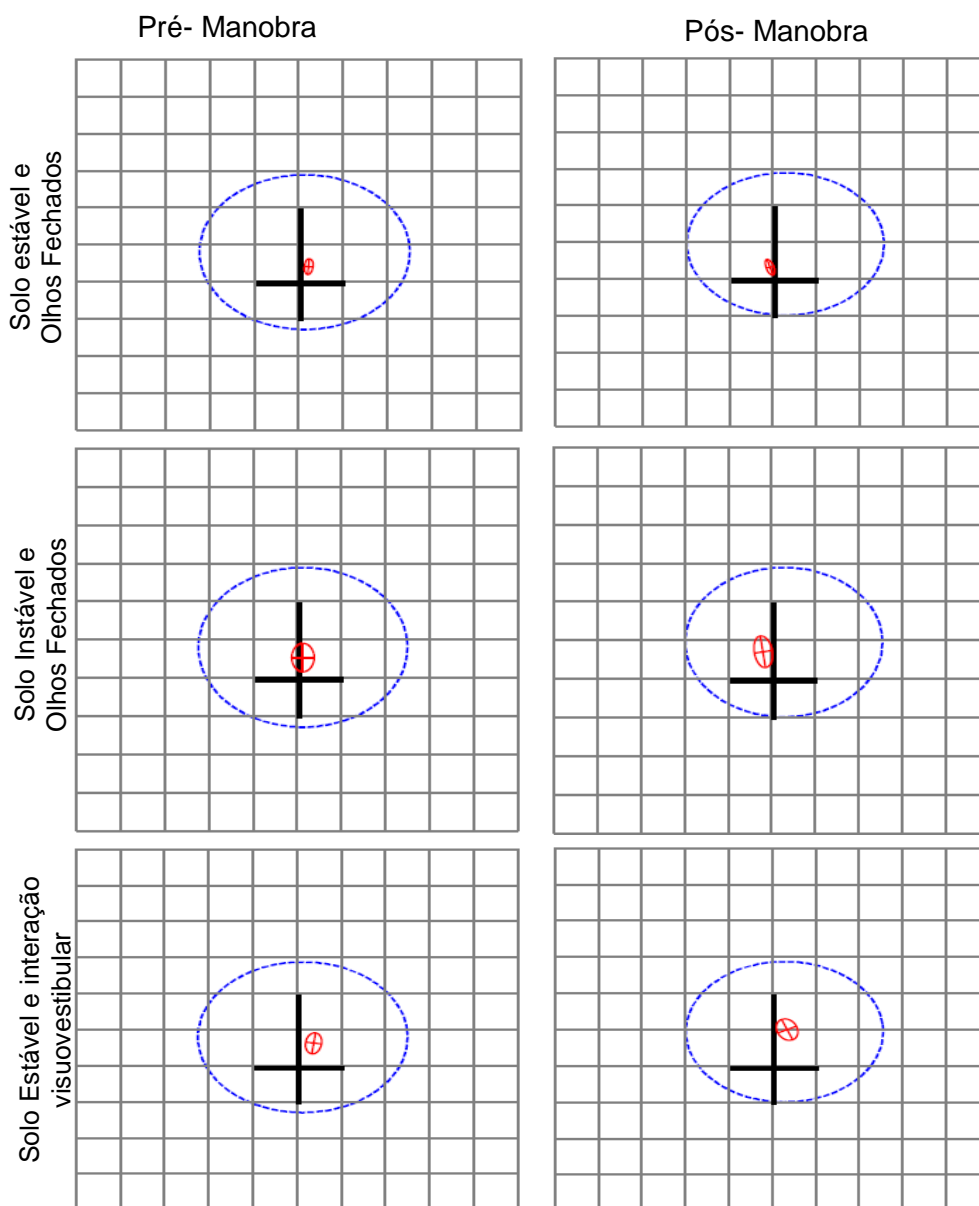 Pré- Manobra
Pós- Manobra
Solo estável e
Olhos Fechados
Solo Instável e
Olhos Fechados
Solo Estável e interação
visuovestibular